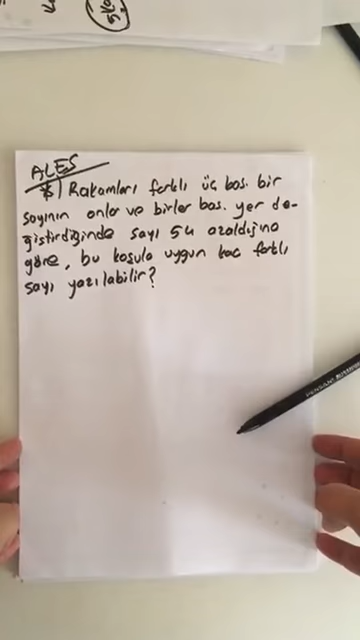 ALES
*) Rakamları farklı üç bas. bir
sayının onlar ve birler bas. yer de-
ğiştirdiğinde sayı 54 azaldığına
göre, bu koşula uygun kaç farklı
sayı yazılabilir?